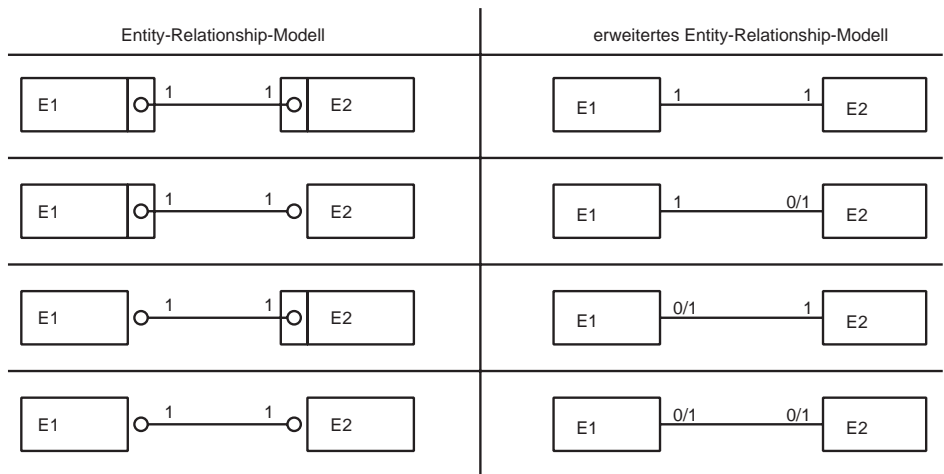 Entity-Relationship-Modell erweitertes Entity-Relationship-Modell
E1 1 1 E2 E1 1 1 E2
E1 1 1 E2 E1 1 0/1 E2
E1 1 1 E2 E1 0/1 1 E2
E1 1 1 E2 E1 0/1 0/1 E2